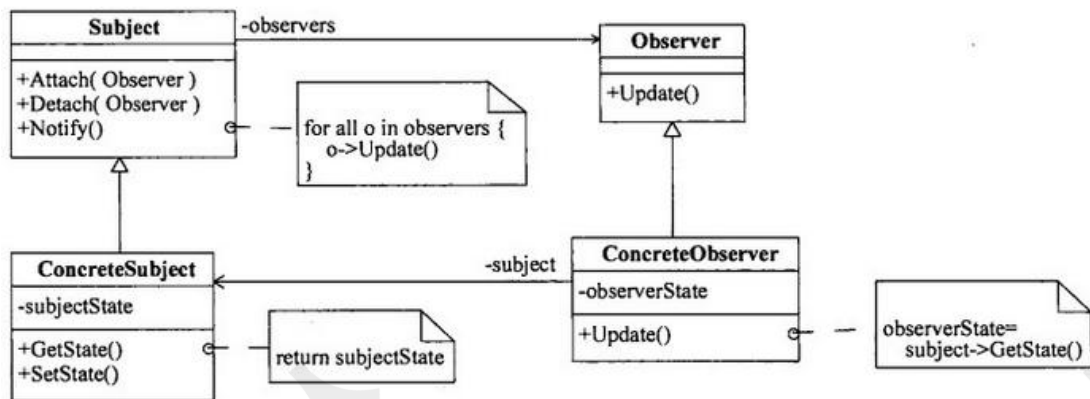 Subject
+Attach( Observer )
+Detach( Observer )
+Notify()
-observers
Observer
+Update()
for all o in observers {
o->Update()
}
ConcreteSubject
-subjectState
+GetState()
+SetState()
return subjectState
-subject
ConcreteObserver
-observerState
+Update()
observerState=
subject->GetState()